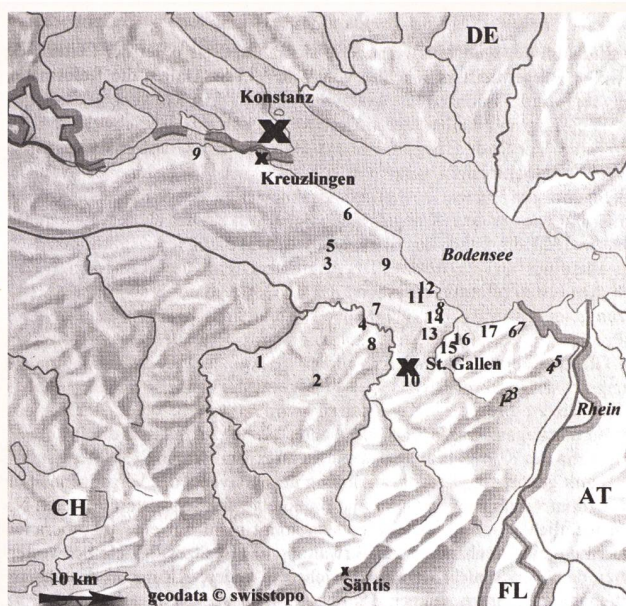 DE
Konstanz
X
9
x
Kreuzlingen
6
5
3
9
Bodensee
12
11
8
7
14
4
13
17
67
8
16
15
1
St. Gallen
5
4
2
X
10
3
2
1
Rhein
CH
AT
x
Säntis
10 km
geodata © swisstopo
FL